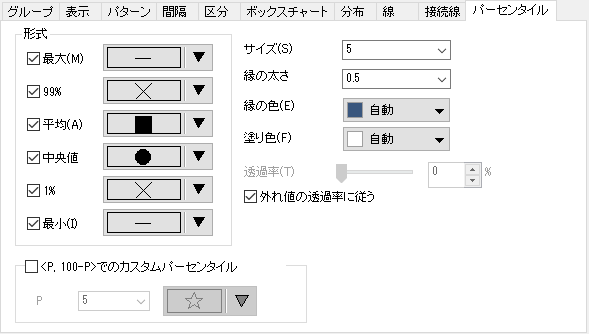 グループ 表示 パターン 間隔 区分 ボックスチャート 分布 線 接続線 パーセンタイル
形式
最大(M)
99%
平均(A)
中央値
1%
最小(I)
サイズ(S) 5
縁の太さ 0.5
縁の色(E) 自動
塗り色(F) 自動
透過率(T) 0 %
外れ値の透過率に従う
<P, 100-P>でのカスタムパーセンタイル
P 5